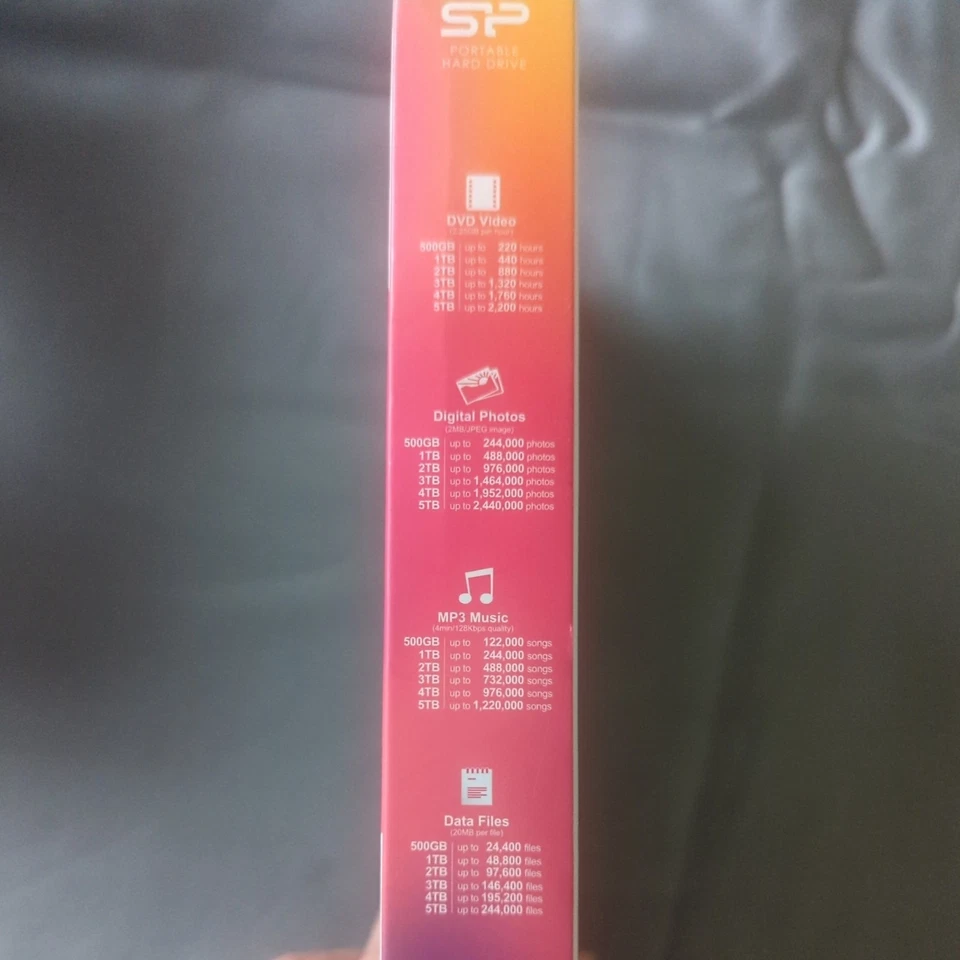 SP
PORTABLE
HARD DRIVE
DVD Video
(2.25GB per hour)
500GB up to 220 hours
1TB up to 440 hours
2TB up to 880 hours
3TB up to 1,320 hours
4TB up to 1,760 hours
5TB up to 2,200 hours
Digital Photos
(2MB/JPEG image)
500GB up to 244,000 photos
1TB up to 488,000 photos
2TB up to 976,000 photos
3TB up to 1,464,000 photos
4TB up to 1,952,000 photos
5TB up to 2,440,000 photos
MP3 Music
(4min/128Kbps quality)
500GB up to 122,000 songs
1TB up to 244,000 songs
2TB up to 488,000 songs
3TB up to 732,000 songs
4TB up to 976,000 songs
5TB up to 1,220,000 songs
Data Files
(20MB per file)
500GB up to 24,400 files
1TB up to 48,800 files
2TB up to 97,600 files
3TB up to 146,400 files
4TB up to 195,200 files
5TB up to 244,000 files